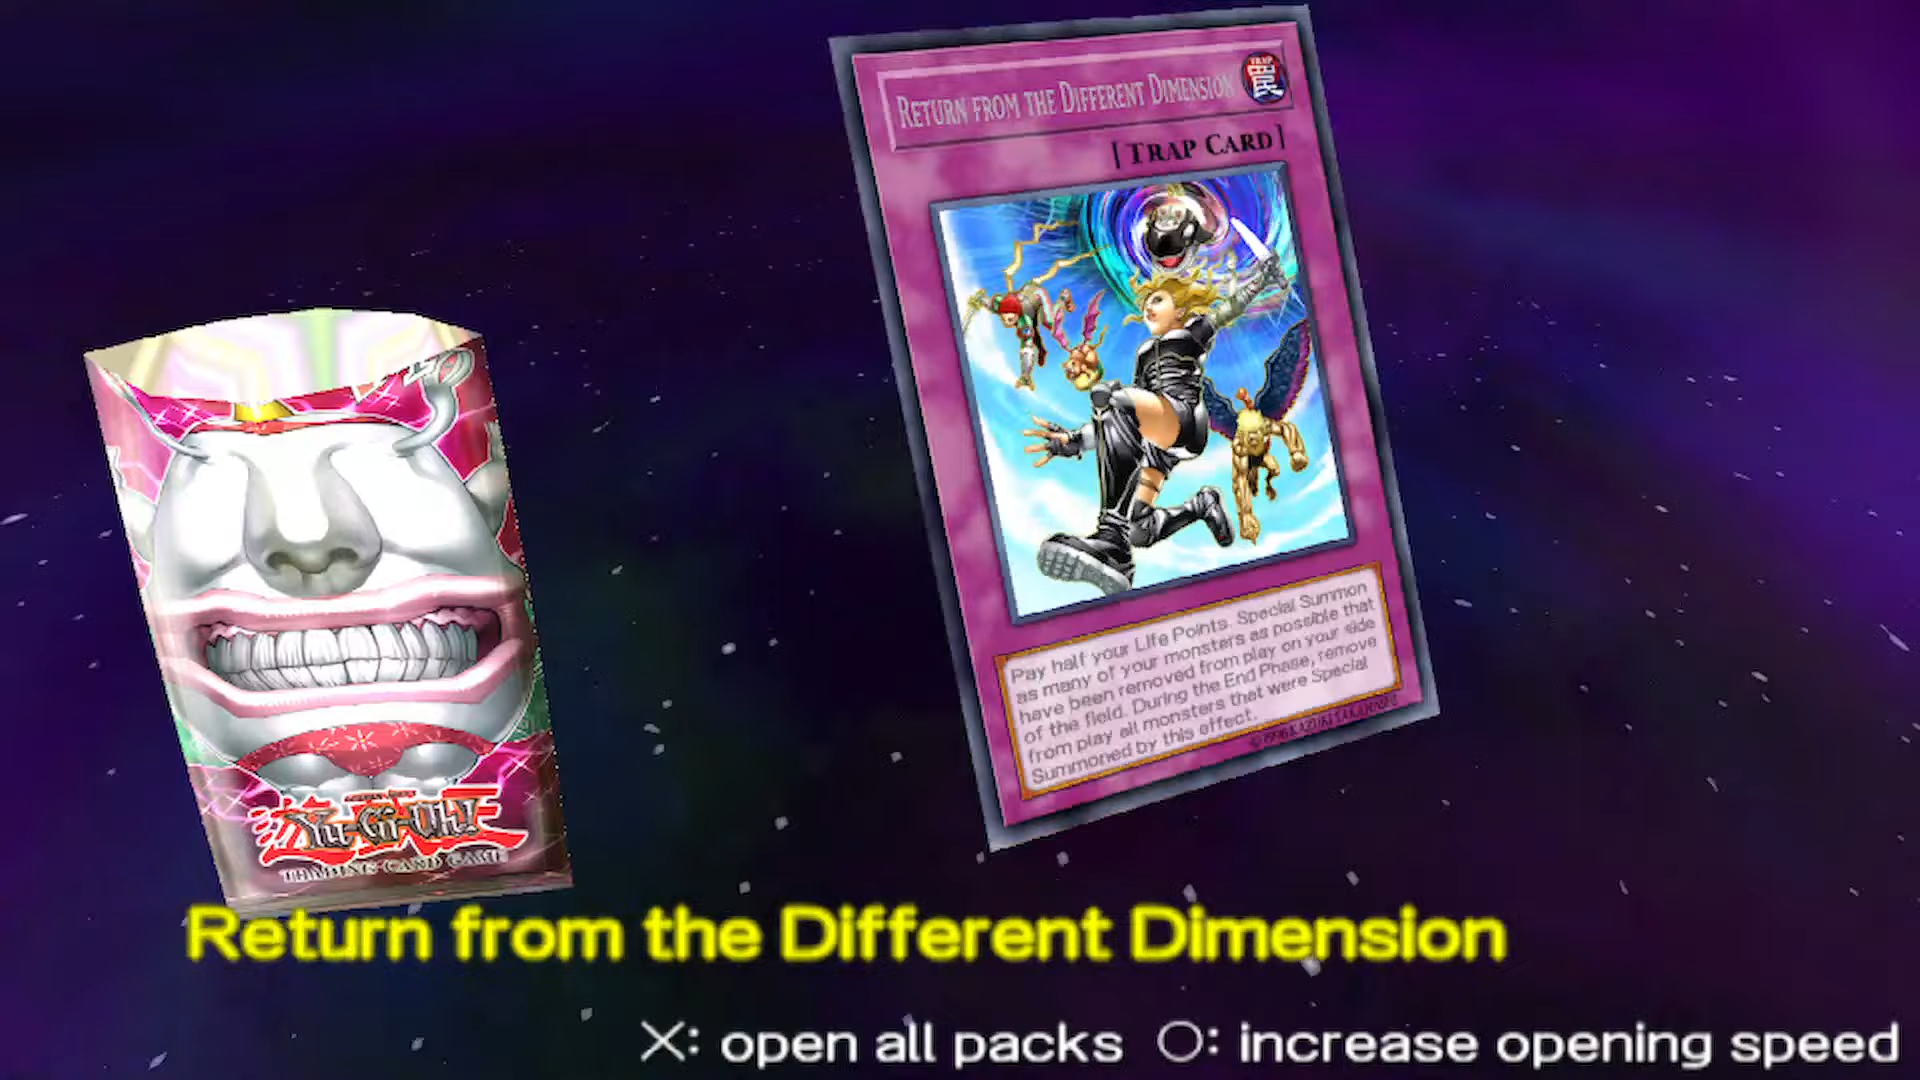 RETURN FROM THE DIFFERENT DIMENSION
TRAP
[TRAP CARD]
Pay half your Life Points. Special Summon
as many of your monsters as possible that
have been removed from play on your side
of the field. During the End Phase, remove
from play all monsters that were Special
Summoned by this effect.
©1996 KAZUKI TAKAHASHI
Yu-Gi-Oh!
TRADING CARD GAME
Return from the Different Dimension
X: open all packs O: increase opening speed